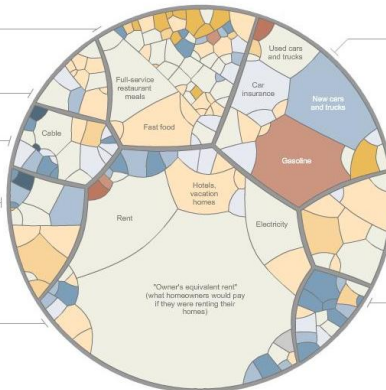 Used cars
and trucks
Full-service
restaurant
meals
Car
insurance
New cars
and trucks
Fast food
Cable
Gasoline
Hotels,
vacation
homes
Rent
Electricity
"Owner's equivalent rent"
(what homeowners would pay
if they were renting their
homes)